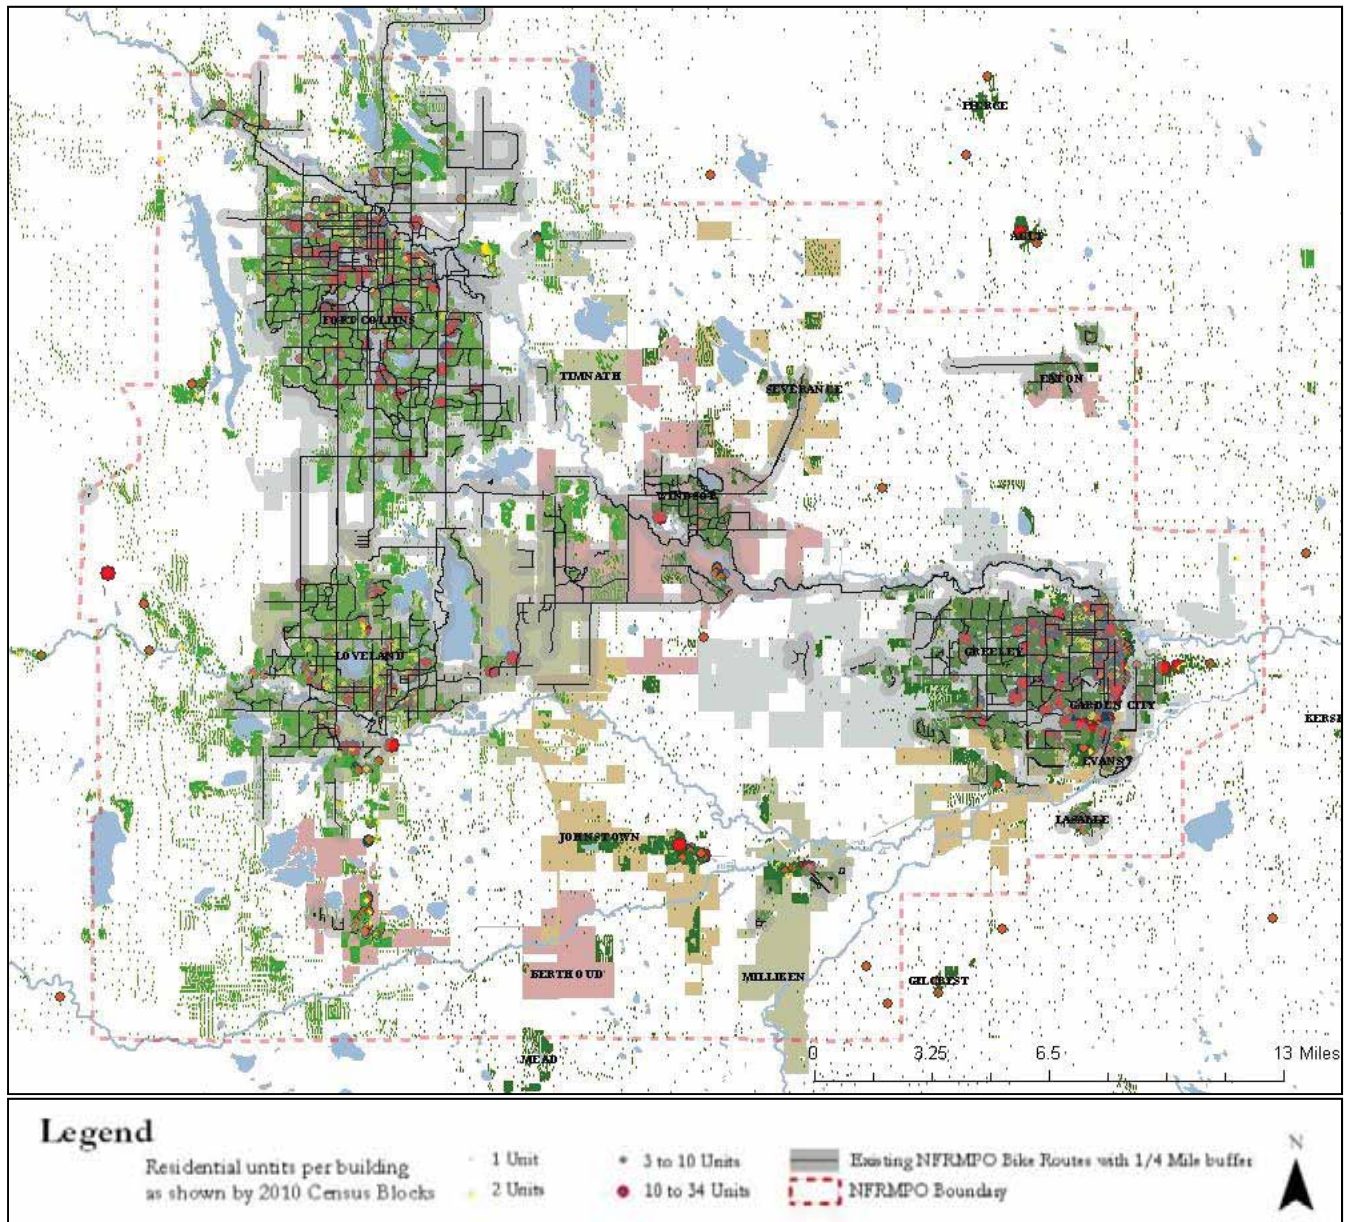 PIERCE
AULT
FORT COLLINS
TIMNATH
SEVERANCE
EATON
WINDSOR
LOVELAND
GREELEY
GARDEN CITY
EVANS
LASALLE
JOHNSTOWN
BERTHOUD
MILLIKEN
GILCREST
MEAD
0 3.25 6.5 13 Miles
Legend
Residential untits per building
as shown by 2010 Census Blocks
1 Unit
2 Units
3 to 10 Units
10 to 34 Units
Existing NFRMPO Bike Routes with 1/4 Mile buffer
NFRMPO Boundary
N